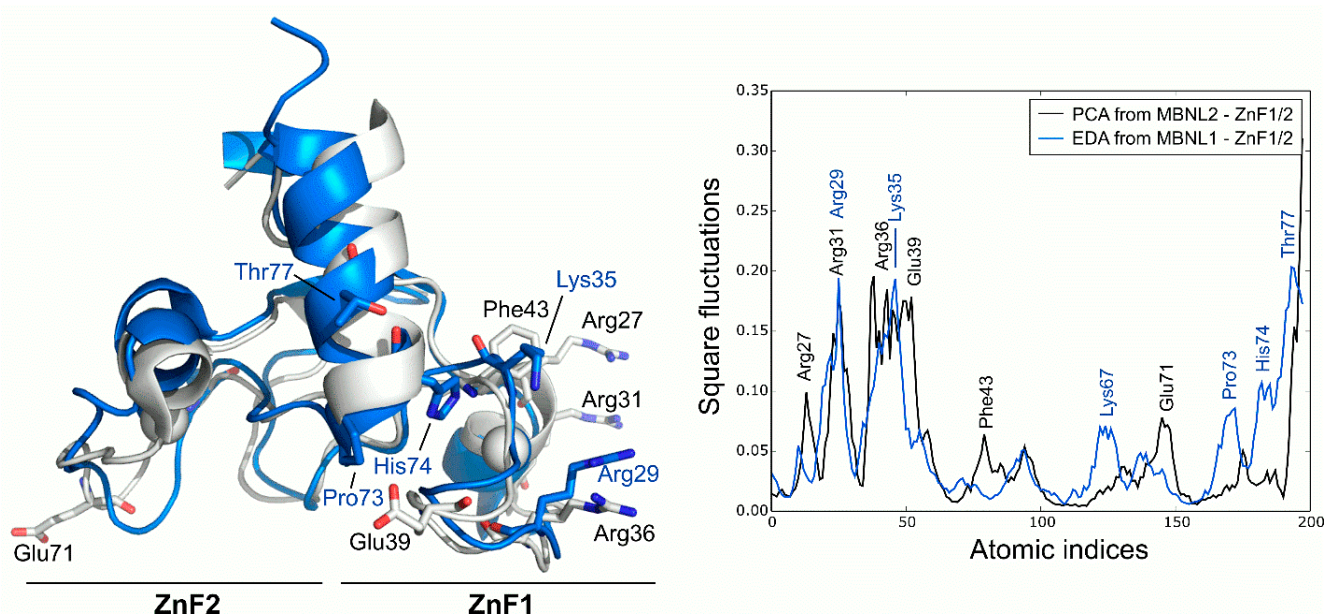 Thr77
Phe43
Lys35
Arg27
Arg31
His74
Pro73
Arg29
Glu39
Arg36
Glu71
ZnF2
ZnF1
Square fluctuations
0.35
0.30
0.25
0.20
0.15
0.10
0.05
0.00
PCA from MBNL2 - ZnF1/2
EDA from MBNL1 - ZnF1/2
Arg27
Arg31
Arg29
Arg36
Lys35
Glu39
Phe43
Lys67
Glu71
Pro73
His74
Thr77
0
50
100
150
200
Atomic indices